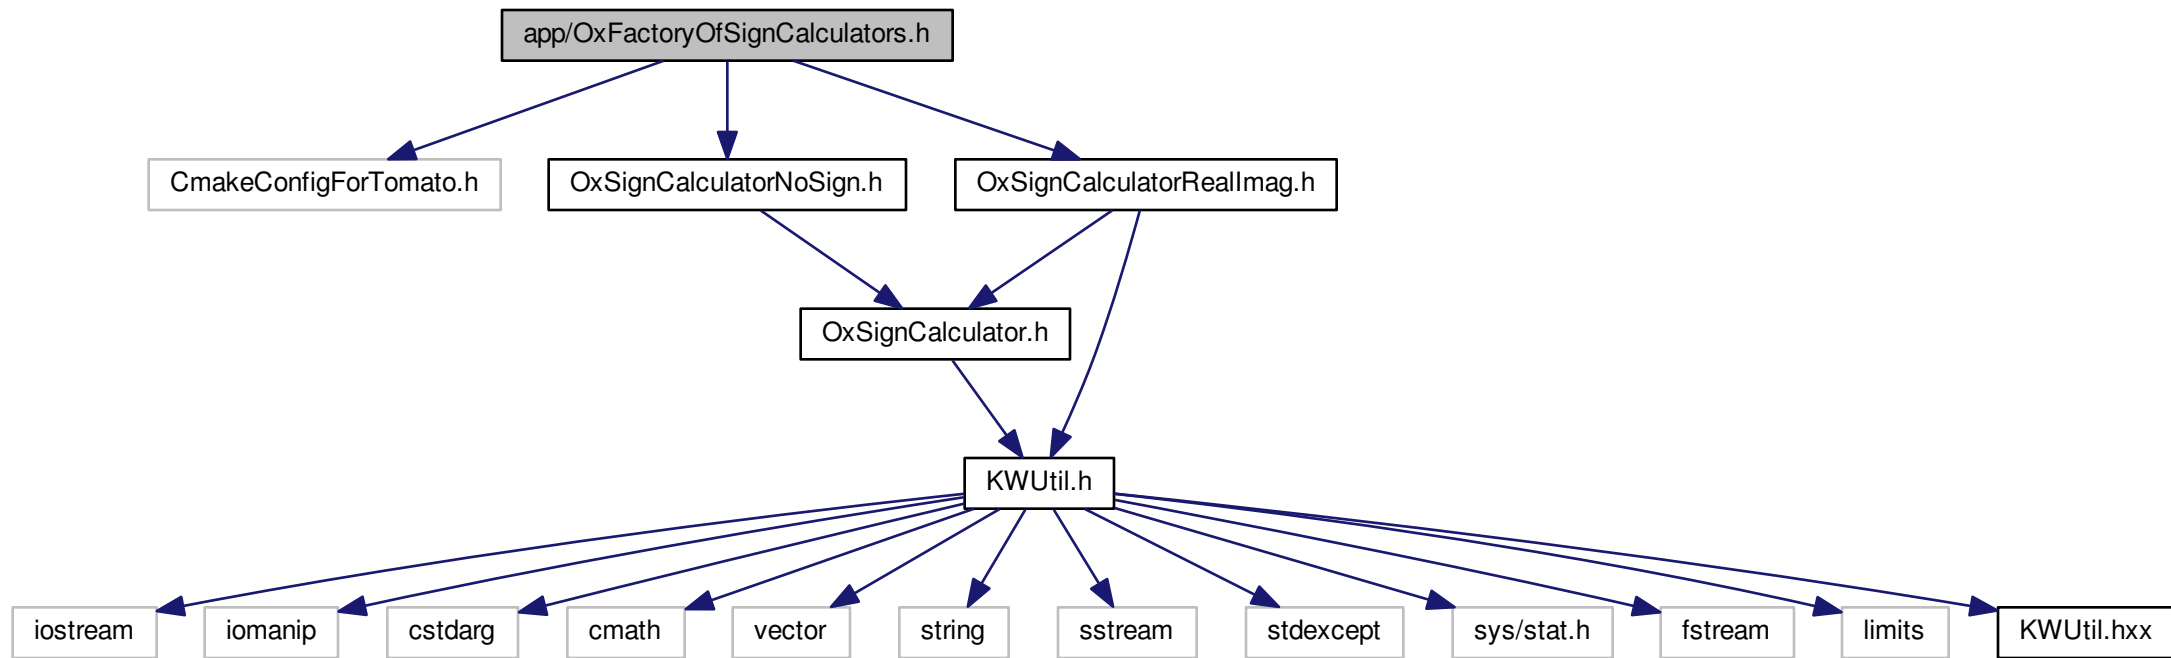 app/OxFactoryOfSignCalculators.h
CmakeConfigForTomato.h
OxSignCalculatorNoSign.h
OxSignCalculatorRealImag.h
OxSignCalculator.h
KWUtil.h
iostream
iomanip
cstdarg
cmath
vector
string
sstream
stdexcept
sys/stat.h
fstream
limits
KWUtil.hxx